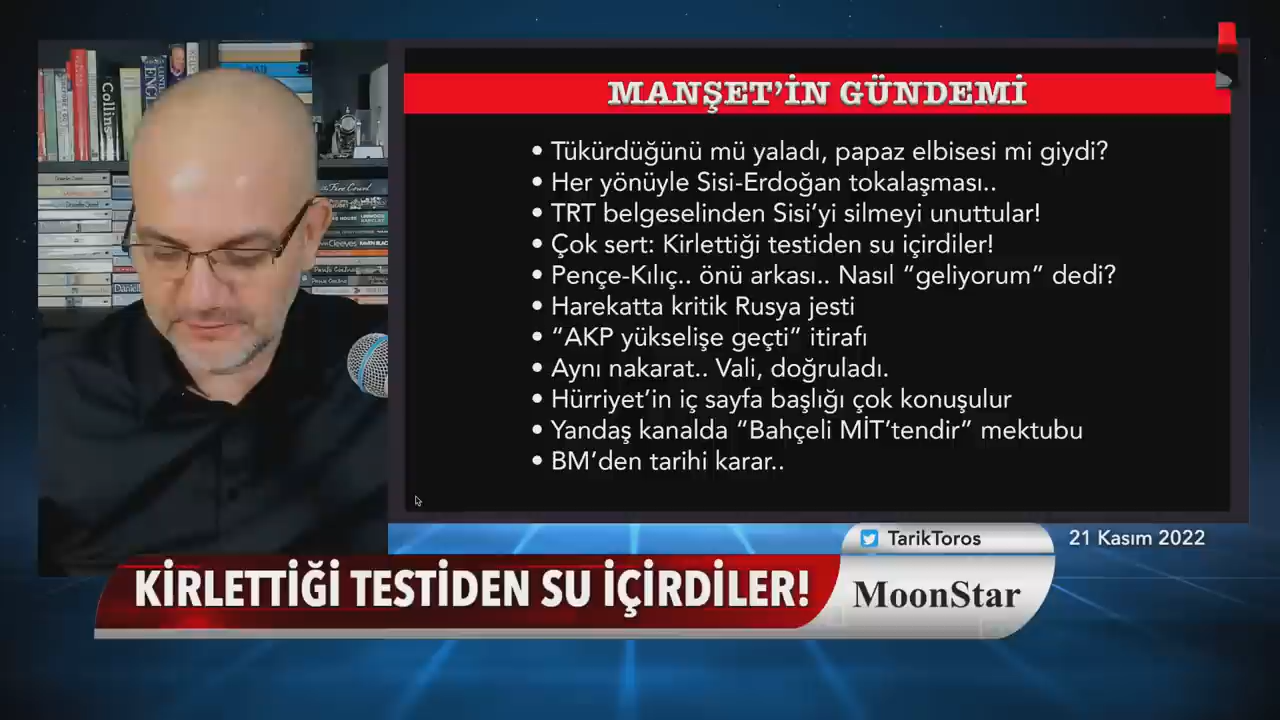 MANŞET'İN GÜNDEMİ
• Tükürdüğünü mü yaladı, papaz elbisesi mi giydi?
• Her yönüyle Sisi-Erdoğan tokalaşması..
• TRT belgeselinden Sisi'yi silmeyi unuttular!
• Çok sert: Kirlettiği testiden su içirdiler!
• Pençe-Kılıç.. önü arkası.. Nasıl "geliyorum" dedi?
• Harekatta kritik Rusya jesti
• "AKP yükselişe geçti" itirafı
• Aynı nakarat.. Vali, doğruladı.
• Hürriyet'in iç sayfa başlığı çok konuşulur
• Yandaş kanalda "Bahçeli MİT'tendir" mektubu
• BM'den tarihi karar..
Collins
TarikToros
21 Kasım 2022
KİRLETTİĞİ TESTİDEN SU İÇİRDİLER!
MoonStar